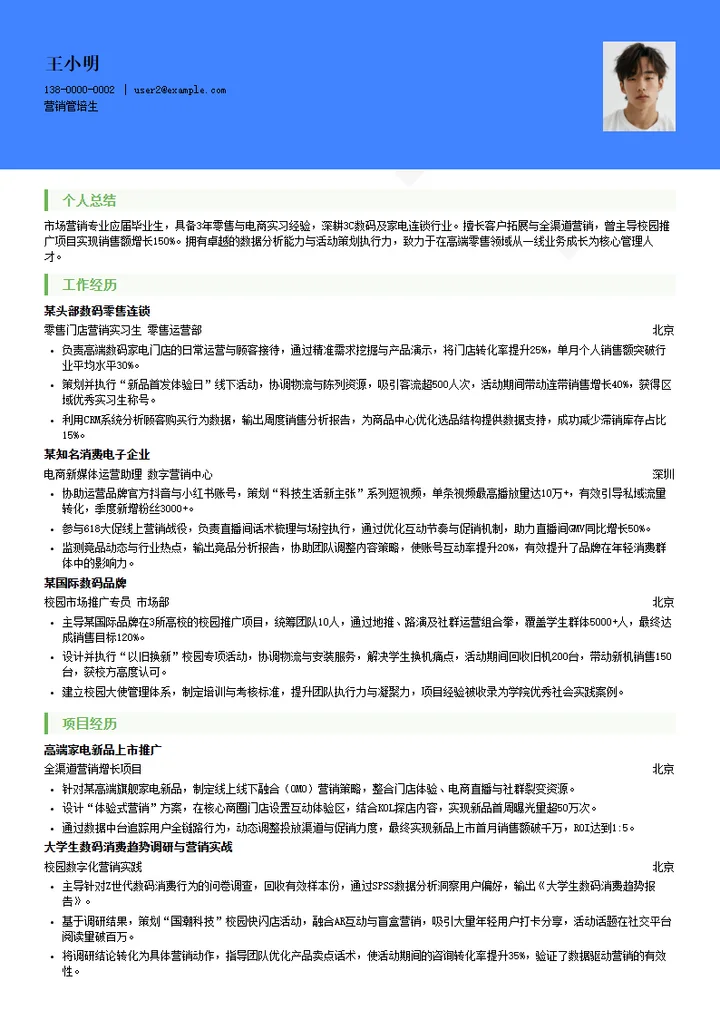 王小明
138-0000-0002 | user2@example.com
营销管培生
个人总结
市场营销专业应届毕业生，具备3年零售与电商实习经验，深耕3C数码及家电连锁行业。擅长客户拓展与全渠道营销，曾主导校园推
广项目实现销售额增长150%。拥有卓越的数据分析能力与活动策划执行力，致力于在高端零售领域从一线业务成长为核心管理人
才。
工作经历
某头部数码零售连锁
零售门店营销实习生 零售运营部 北京
• 负责高端数码家电门店的日常运营与顾客接待，通过精准需求挖掘与产品演示，将门店转化率提升25%，单月个人销售额突破行
业平均水平30%。
• 策划并执行“新品首发体验日”线下活动，协调物流与陈列资源，吸引客流超500人次，活动期间带动连带销售增长40%，获得区
域优秀实习生称号。
• 利用CRM系统分析顾客购买行为数据，输出周度销售分析报告，为商品中心优化选品结构提供数据支持，成功减少滞销库存占比
15%。
某知名消费电子企业
电商新媒体运营助理 数字营销中心 深圳
• 协助运营品牌官方抖音与小红书账号，策划“科技生活新主张”系列短视频，单条视频最高播放量达10万+，有效引导私域流量
转化，季度新增粉丝3000+。
• 参与618大促线上营销战役，负责直播间话术梳理与场控执行，通过优化互动节奏与促销机制，助力直播间GMV同比增长50%。
• 监测竞品动态与行业热点，输出竞品分析报告，协助团队调整内容策略，使账号互动率提升20%，有效提升了品牌在年轻消费群
体中的影响力。
某国际数码品牌
校园市场推广专员 市场部 北京
• 主导某国际品牌在3所高校的校园推广项目，统筹团队10人，通过地推、路演及社群运营组合拳，覆盖学生群体5000+人，最终达
成销售目标120%。
• 设计并执行“以旧换新”校园专项活动，协调物流与安装服务，解决学生换机痛点，活动期间回收旧机200台，带动新机销售150
台，获校方高度认可。
• 建立校园大使管理体系，制定培训与考核标准，提升团队执行力与凝聚力，项目经验被收录为学院优秀社会实践案例。
项目经历
高端家电新品上市推广
全渠道营销增长项目 北京
• 针对某高端旗舰家电新品，制定线上线下融合（OMO）营销策略，整合门店体验、电商直播与社群裂变资源。
• 设计“体验式营销”方案，在核心商圈门店设置互动体验区，结合KOL探店内容，实现新品首周曝光量超50万次。
• 通过数据中台追踪用户全链路行为，动态调整投放渠道与促销力度，最终实现新品上市首月销售额破千万，ROI达到1:5。
大学生数码消费趋势调研与营销实战
校园数字化营销实践 北京
• 主导针对Z世代数码消费行为的问卷调查，回收有效样本份，通过SPSS数据分析洞察用户偏好，输出《大学生数码消费趋势报
告》。
• 基于调研结果，策划“国潮科技”校园快闪店活动，融合AR互动与盲盒营销，吸引大量年轻用户打卡分享，活动话题在社交平台
阅读量破百万。
• 将调研结论转化为具体营销动作，指导团队优化产品卖点话术，使活动期间的咨询转化率提升35%，验证了数据驱动营销的有效
性。